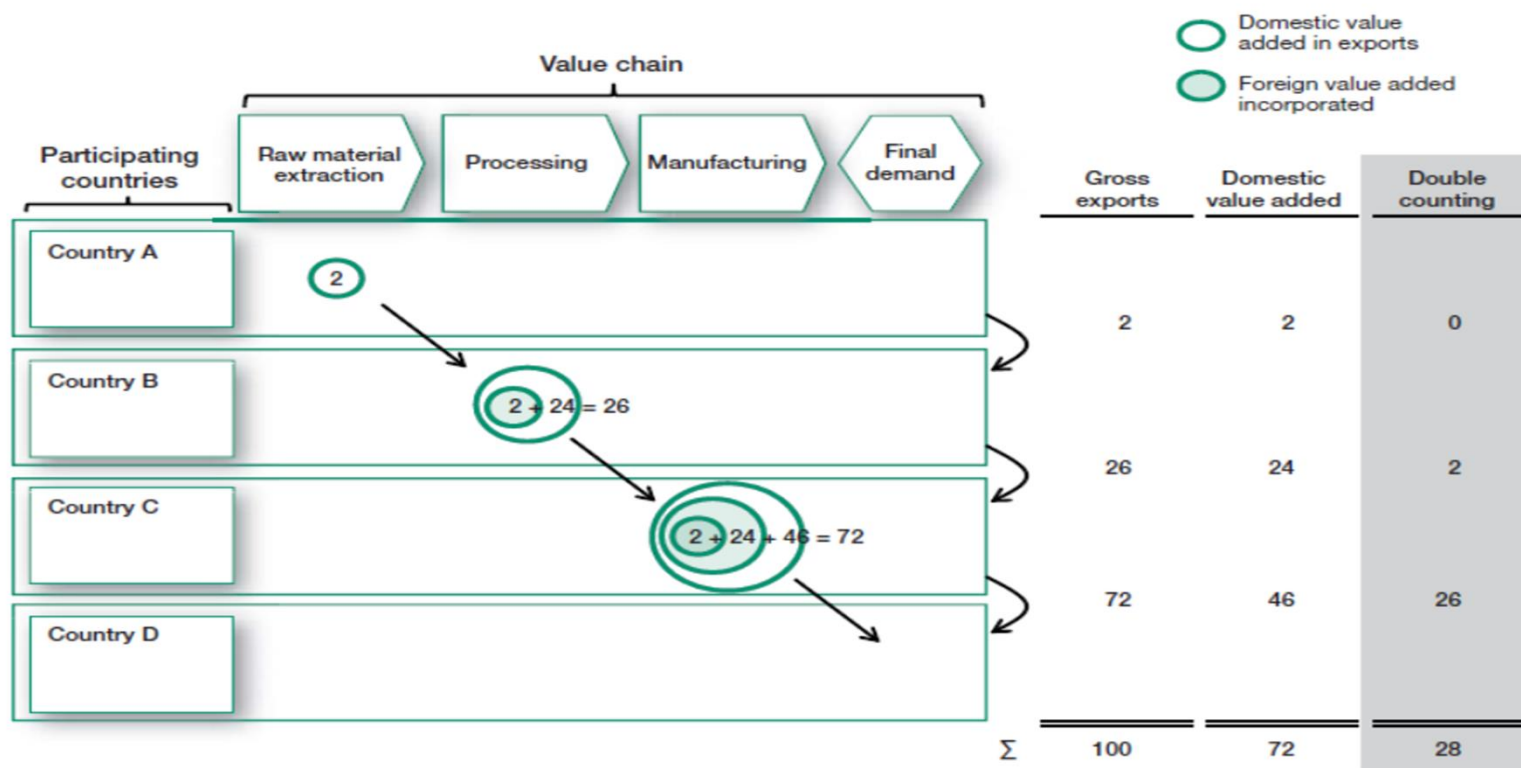 Domestic value
added in exports
Foreign value added
incorporated
Value chain
Participating
countries
Raw material
extraction
Processing
Manufacturing
Final
demand
Gross
exports
Domestic
value added
Double
counting
Country A
2
2 2 0
Country B
2 + 24 = 26
26 24 2
Country C
2 + 24 + 46 = 72
72 46 26
Country D
Σ 100 72 28